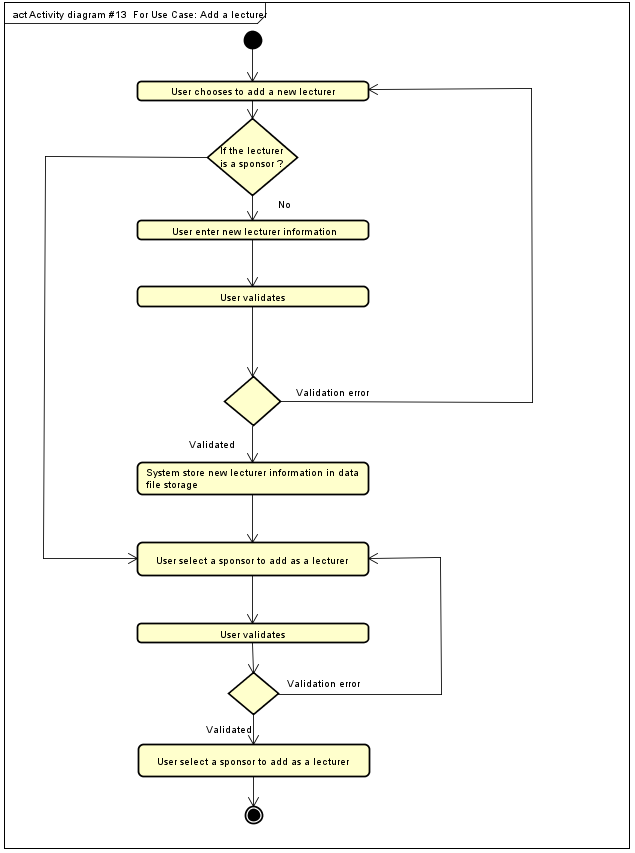 act Activity diagram #13 For Use Case: Add a lecturer
User chooses to add a new lecturer
If the lecturer
is a sponsor ?
No
User enter new lecturer information
User validates
Validation error
Validated
System store new lecturer information in data
file storage
User select a sponsor to add as a lecturer
User validates
Validation error
Validated
User select a sponsor to add as a lecturer